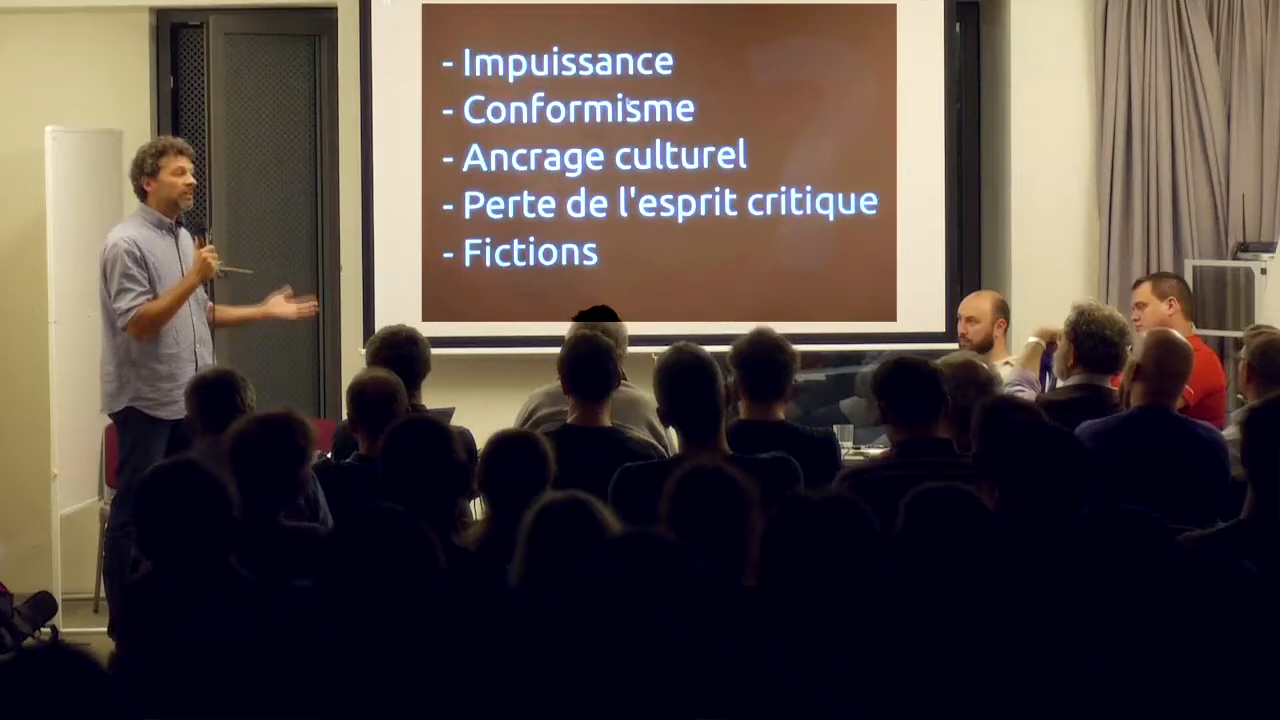 - Impuissance
- Conformisme
- Ancrage culturel
- Perte de l'esprit critique
- Fictions